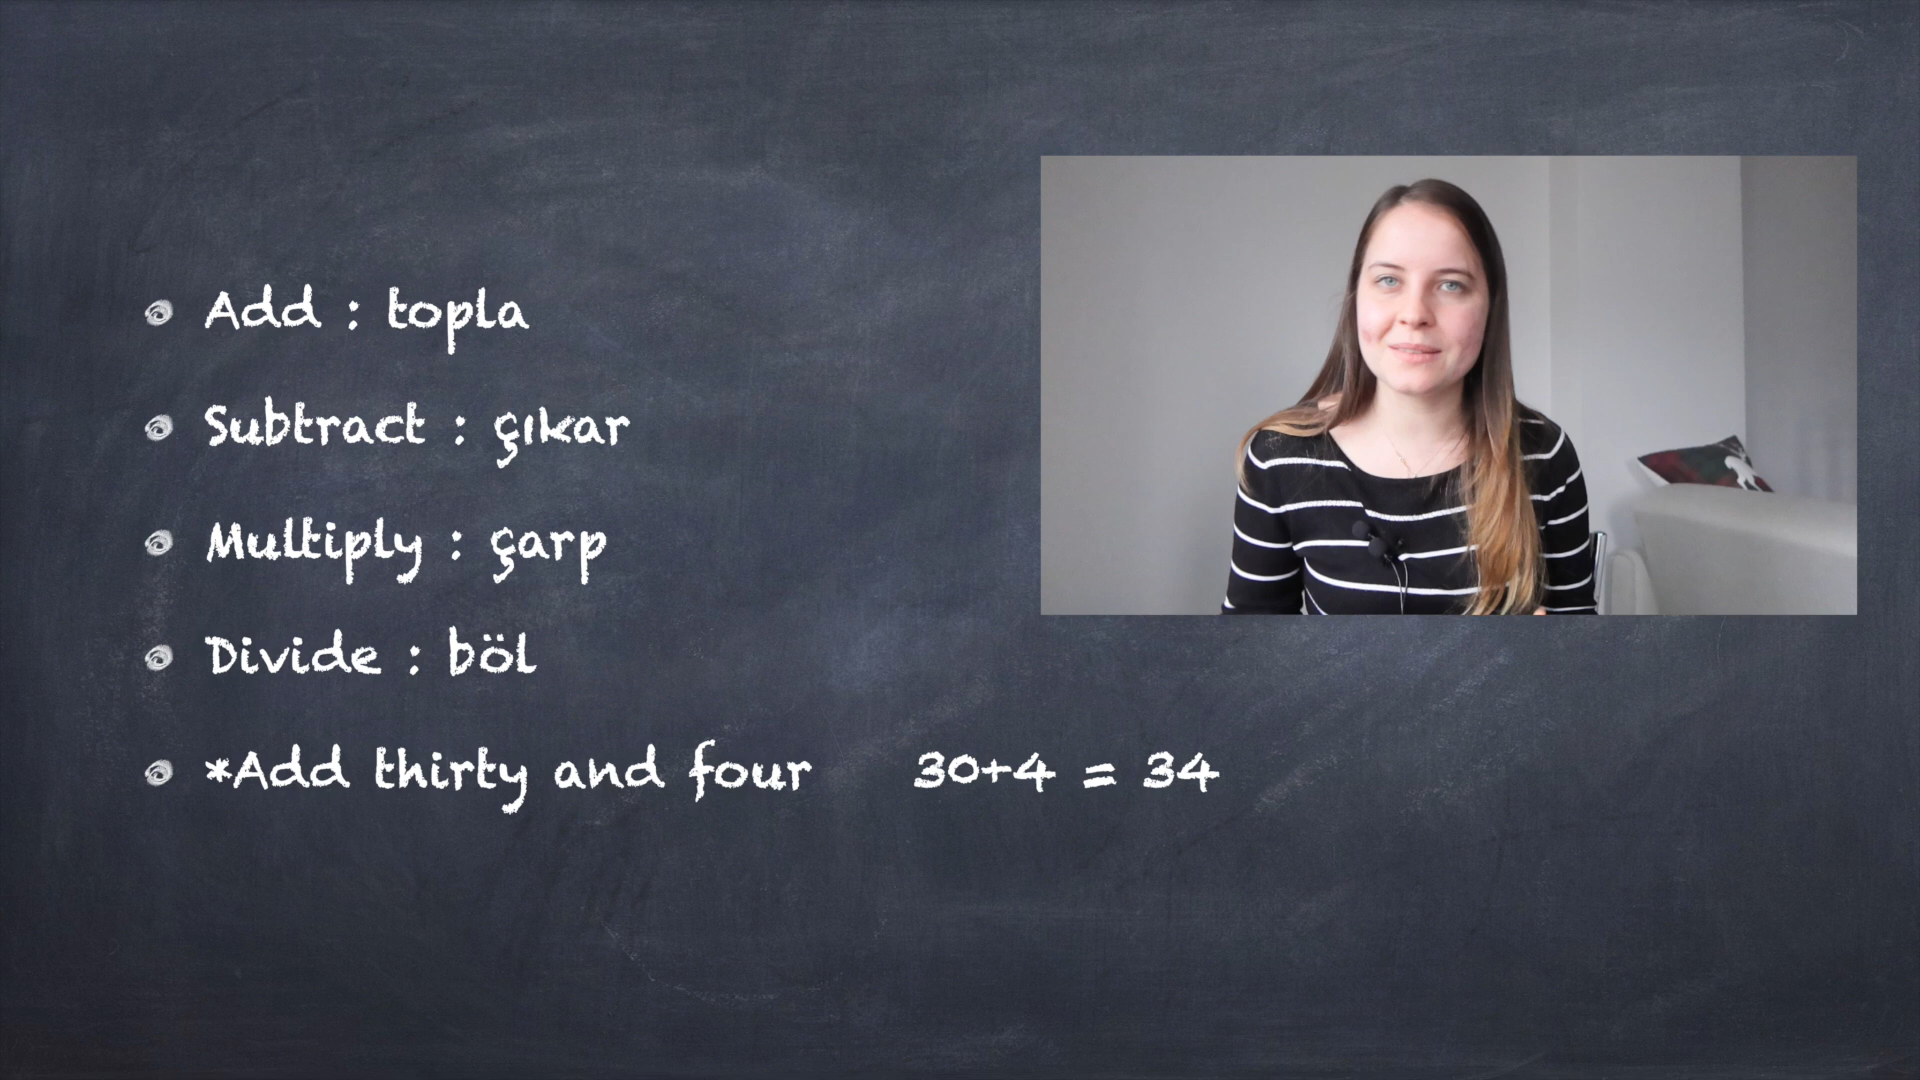 Add : topla
Subtract : çıkar
Multiply : çarp
Divide : böl
*Add thirty and four 30+4 = 34